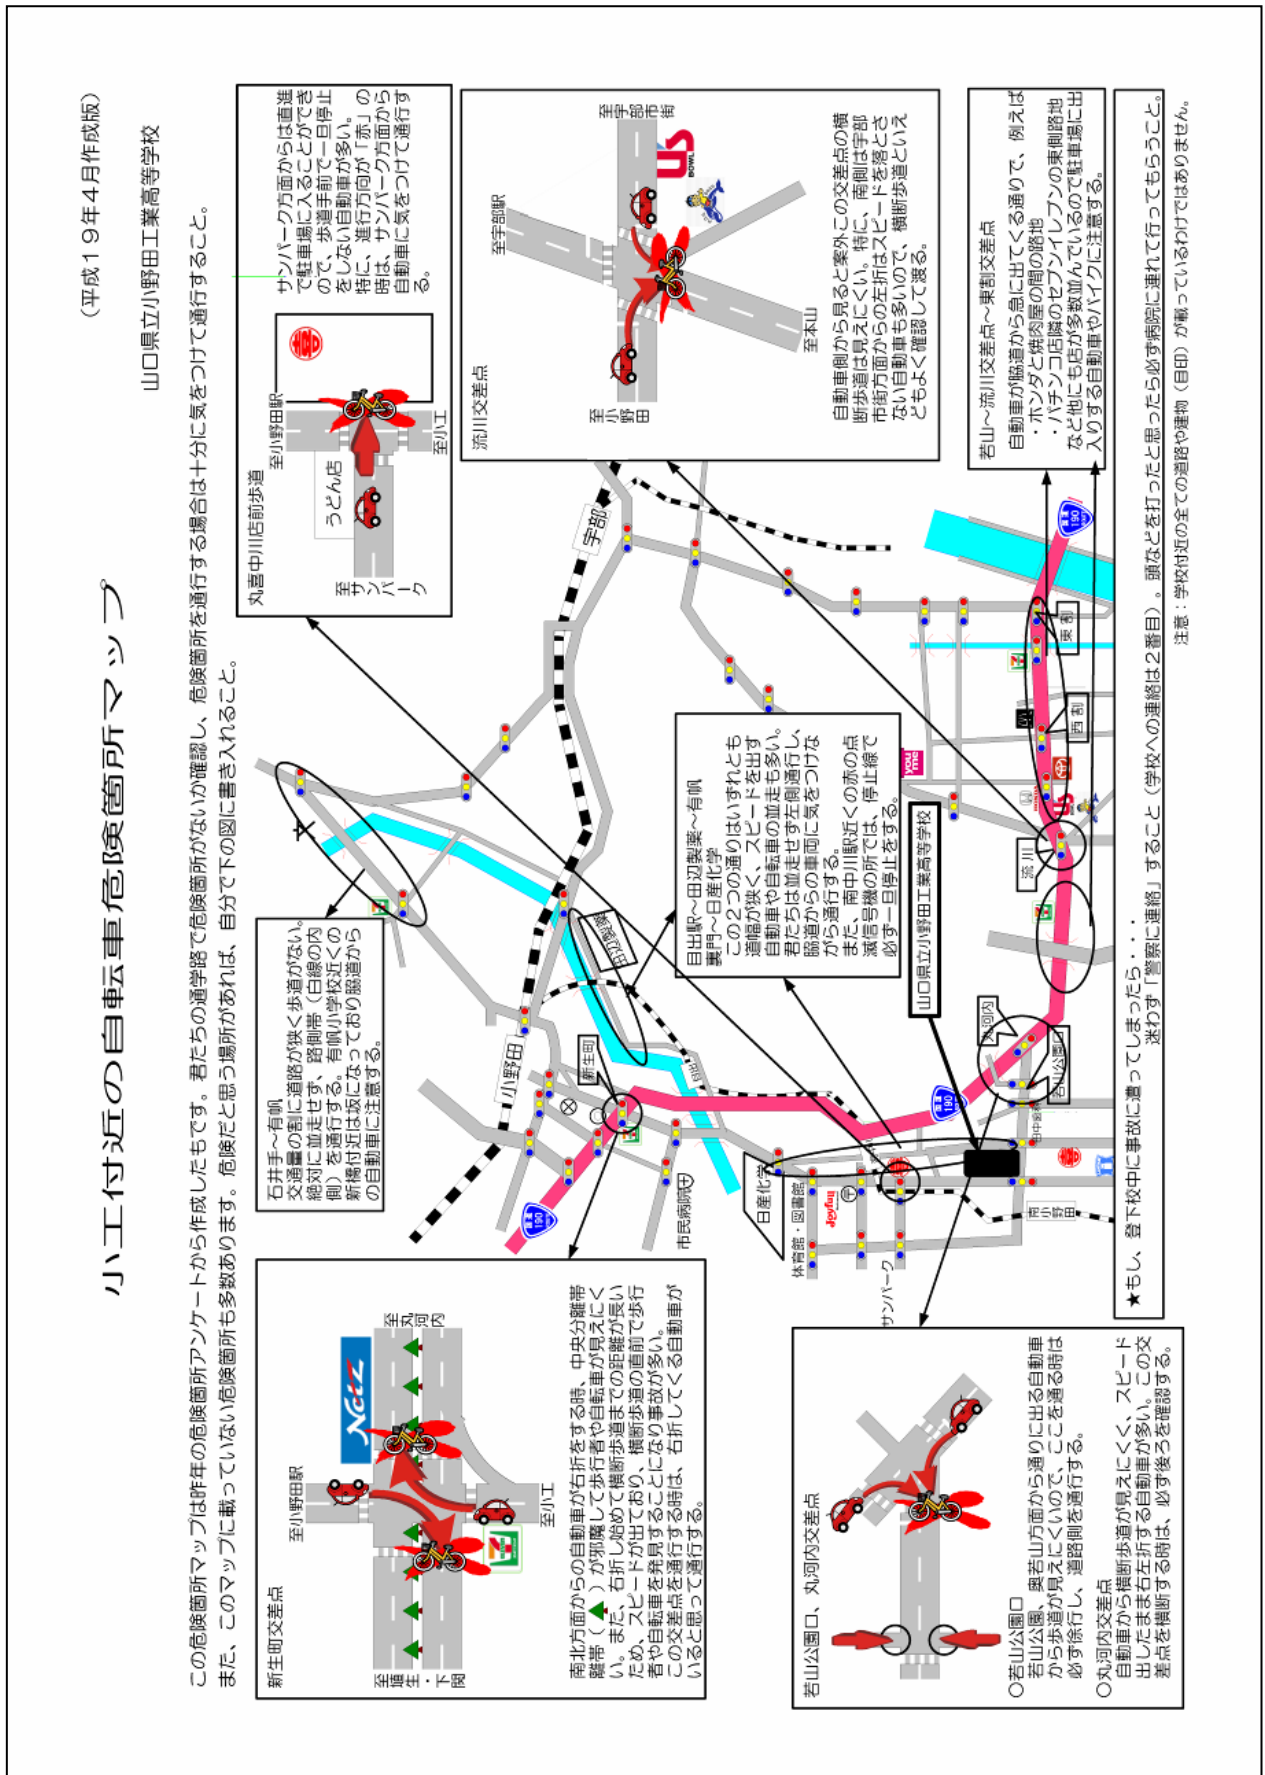 小工付近の自転車危険箇所マップ
（平成１９年４月作成版）
山口県立小野田工業高等学校
この危険箇所マップは昨年の危険箇所アンケートから作成したもです。君たちの通学路で危険箇所がないか確認し、危険箇所を通行する場合は十分に気をつけて通行すること。
また、このマップに載っていない危険箇所も多数あります。危険だと思う場所があれば、自分で下の図に書き入れること。
新生町交差点
至小野田駅
Netz
至埴生・下関
至丸河内
至小工
南北方面からの自動車が右折をする時、中央分離帯
離帯（　）が邪魔して歩行者や自転車が見えにく
い。また、右折し始めて横断歩道までの距離が長い
ため、スピードが出ており、横断歩道の直前で歩行
者や自転車を発見することになり事故が多い。
この交差点を通行する時は、右折してくる自動車が
いると思って通行する。
石井手～有帆
交通量の割に道路が狭く歩道がない。
絶対に並走せず、路側帯（白線の内
側）を通行する。有帆小学校近くの
新橋付近は坂になっており脇道から
の自動車に注意する。
丸喜中川店前歩道
至小野田駅
うどん店
至サンパーク
至小工
サンパーク方面からは直進
で駐車場に入ることができ
ので、歩道手前で一旦停止
をしない自動車が多い。
特に、進行方向が「赤」の
時は、サンパーク方面から
自動車に気をつけて通行す
る。
流川交差点
至宇部駅
至宇部市街
至小野田
至本山
US
BOWL
自動車側から見ると案外この交差点の横
断歩道は見えにくい。特に、南側は宇部
市街方面からの左折はスピードを落とさ
ない自動車も多いので、横断歩道といえ
どもよく確認して渡る。
目出駅～田辺製薬～有帆
裏門～日産化学
この２つの通りはいずれとも
道幅が狭く、スピードを出す
自動車や自転車の並走も多い。
君たちは並走せず左側通行し、
脇道からの車両に気をつけな
がら通行する。
また、南中川駅近くの赤の点
滅信号機の所では、停止線で
必ず一旦停止をする。
若山～流川交差点～東割交差点
自動車が脇道から急に出てくる通りで、例えば
・ホンダと焼肉屋の間の路地
・パチンコ店隣のセブンイレブンの東側路地
など他にも店が多数並んでいるので駐車場に出
入りする自動車やバイクに注意する。
若山公園口、丸河内交差点
○若山公園口
若山公園、奥若山方面から通りに出る自動車
から歩道が見えにくいので、ここを通る時は
必ず徐行し、道路側を通行する。
○丸河内交差点
自動車から横断歩道が見えにくく、スピード
出したまま右左折する自動車が多い。この交
差点を横断する時は、必ず後ろを確認する。
宇部
小野田
新生町
田辺製薬
日産化学
市民病院
体育館・図書館
サンパーク
南小野田
山口県立小野田工業高等学校
丸河内
若山公園口
流川
西割
東割
you me
190
190
190
★もし、登下校中に事故に遭ってしまったら・・・
迷わず「警察に連絡」すること（学校への連絡は２番目）。頭などを打ったと思ったら必ず病院に連れて行ってもらうこと。
注意：学校付近の全ての道路や建物（目印）が載っているわけではありません。